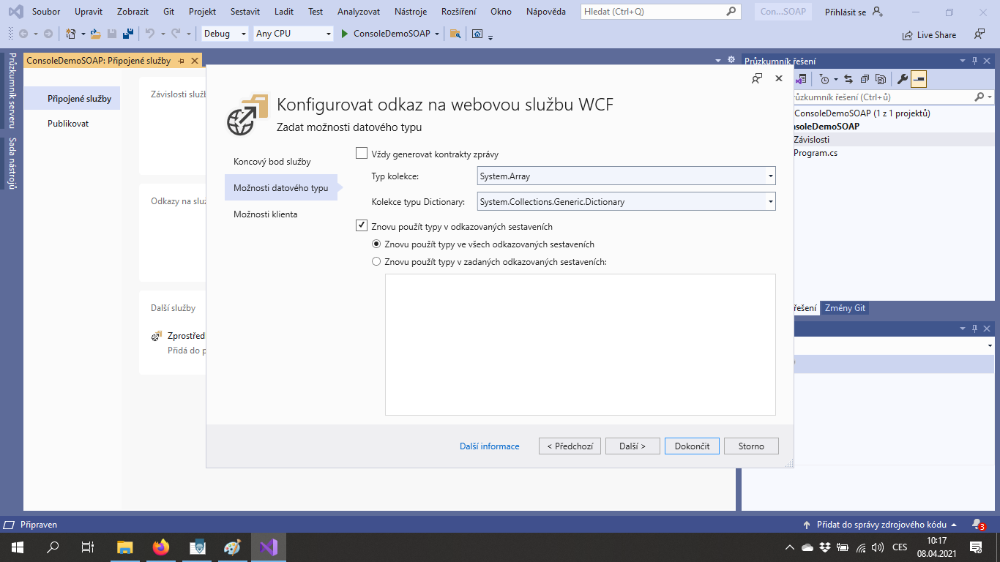 Soubor Upravit Zobrazit Git Projekt Sestavit Ladit Test Analyzovat Nástroje Rozšíření Okno Nápověda Hledat (Ctrl+Q) Con...SOAP Přihlásit se
Debug Any CPU ConsoleDemoSOAP Live Share
Průzkumník serveru
Sada nástrojů
ConsoleDemoSOAP: Připojené služby
Připojené služby
Publikovat
Závislosti služ
Odkazy na služ
Další služby
Zprostřed
Přidá do p
Konfigurovat odkaz na webovou službu WCF
Zadat možnosti datového typu
Koncový bod služby
Možnosti datového typu
Možnosti klienta
Vždy generovat kontrakty zprávy
Typ kolekce: System.Array
Kolekce typu Dictionary: System.Collections.Generic.Dictionary
Znovu použít typy v odkazovaných sestaveních
Znovu použít typy ve všech odkazovaných sestaveních
Znovu použít typy v zadaných odkazovaných sestaveních:
Další informace < Předchozí Další > Dokončit Storno
Průzkumník řešení
růzkumník řešení (Ctrl+ů)
ConsoleDemoSOAP (1 z 1 projektů)
nsoleDemoSOAP
Závislosti
Program.cs
řešení Změny Git
Připraven Přidat do správy zdrojového kódu 3
CES 10:17
08.04.2021